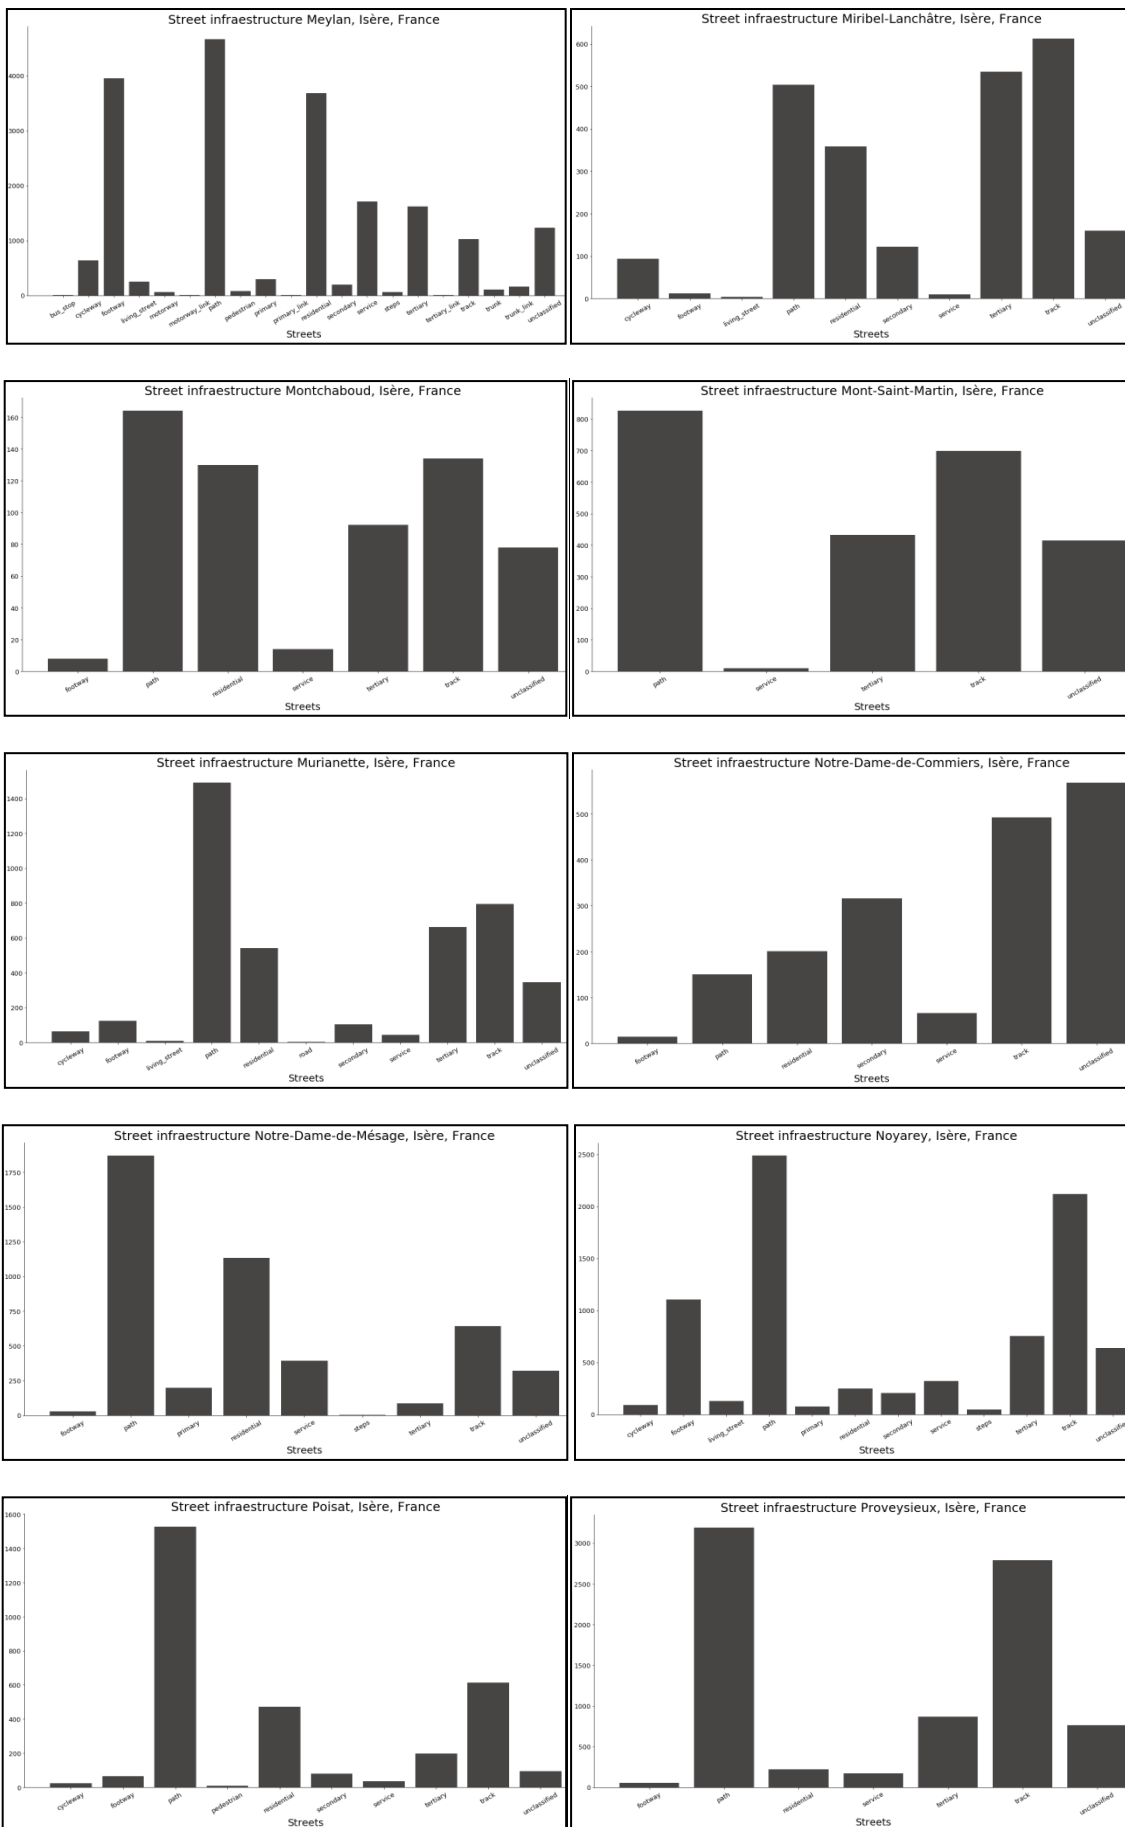 Street infraestructure Meylan, Isère, France
4000
3000
2000
1000
0
bus_stop cycleway footway living_street motorway motorway_link path pedestrian primary primary_link residential secondary service steps tertiary tertiary_link track trunk trunk_link unclassified
Streets
Street infraestructure Miribel-Lanchâtre, Isère, France
600
500
400
300
200
100
0
cycleway footway living_street path residential secondary service tertiary track unclassified
Streets
Street infraestructure Montchaboud, Isère, France
160
140
120
100
80
60
40
20
0
footway path residential service tertiary track unclassified
Streets
Street infraestructure Mont-Saint-Martin, Isère, France
800
700
600
500
400
300
200
100
0
path service tertiary track unclassified
Streets
Street infraestructure Murianette, Isère, France
1400
1200
1000
800
600
400
200
0
cycleway footway living_street path residential road secondary service tertiary track unclassified
Streets
Street infraestructure Notre-Dame-de-Commiers, Isère, France
500
400
300
200
100
0
footway path residential secondary service track unclassified
Streets
Street infraestructure Notre-Dame-de-Mésage, Isère, France
1750
1500
1250
1000
750
500
250
0
footway path primary residential service steps tertiary track unclassified
Streets
Street infraestructure Noyarey, Isère, France
2500
2000
1500
1000
500
0
cycleway footway living_street path primary residential secondary service steps tertiary track
Streets
Street infraestructure Poisat, Isère, France
1600
1400
1200
1000
800
600
400
200
0
cycleway footway path pedestrian residential secondary service tertiary track unclassified
Streets
Street infraestructure Proveysieux, Isère, France
3000
2500
2000
1500
1000
500
0
footway path residential service tertiary track unclassified
Streets